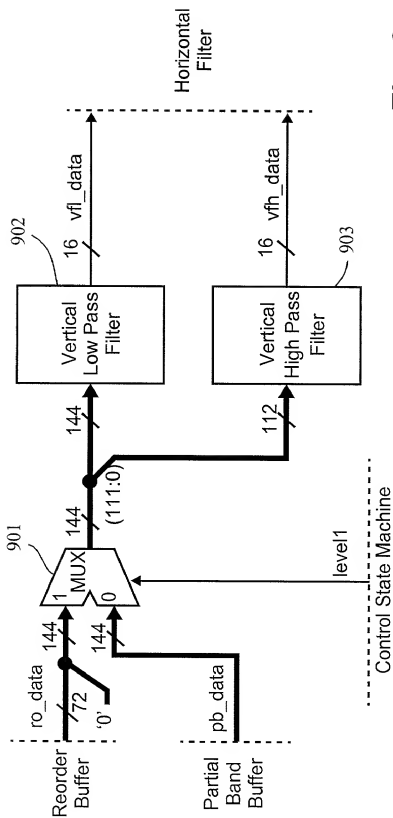 Reorder
Buffer
ro_data
72
'0'
144
Partial
Band
Buffer
pb_data
144
901
1
MUX
0
144
(111:0)
level1
Control State Machine
144
112
902
Vertical
Low Pass
Filter
Vertical
High Pass
Filter
903
16
vfl_data
16
vfh_data
Horizontal
Filter